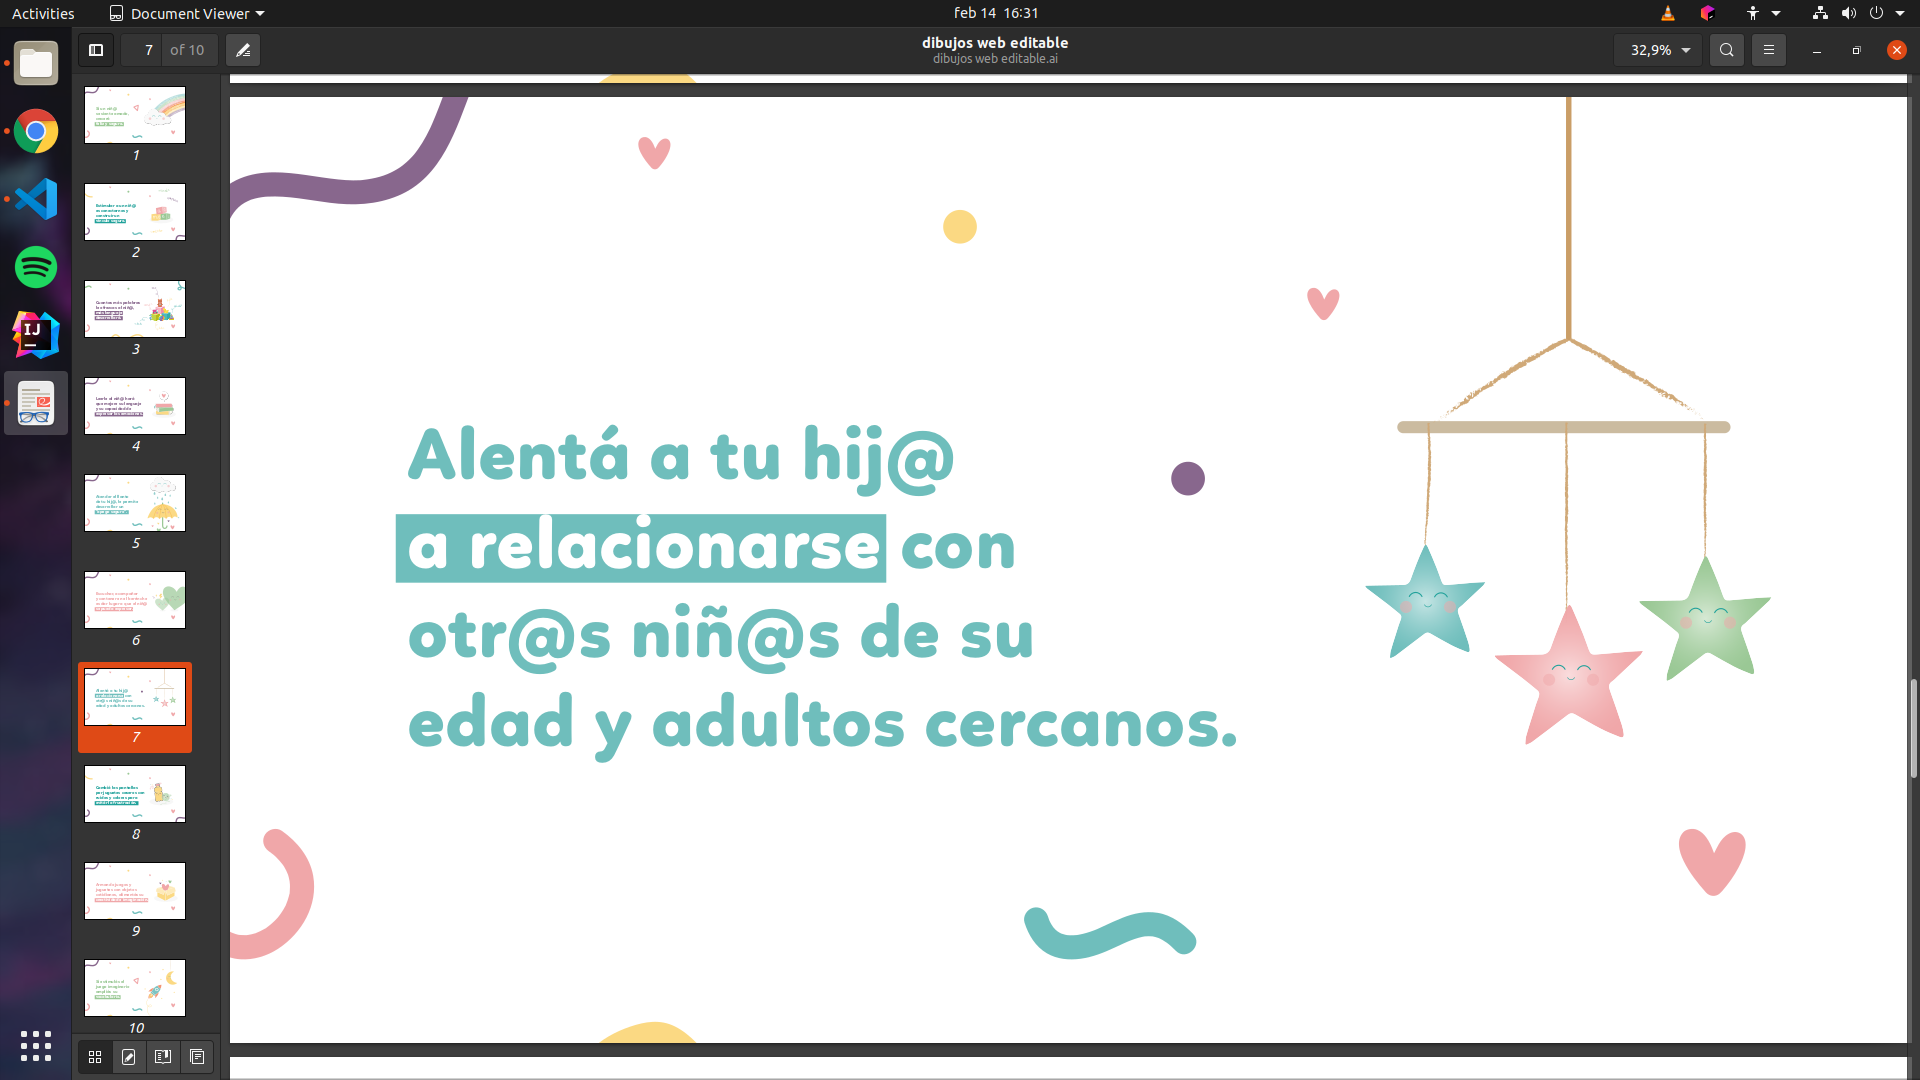 Activities
Document Viewer
feb 14 16:31
7
of 10
dibujos web editable
dibujos web editable.ai
32,9%
1
2
3
4
5
6
7
8
9
10
IJ
Alentá a tu hij@
a relacionarse con
otr@s niñ@s de su
edad y adultos cercanos.